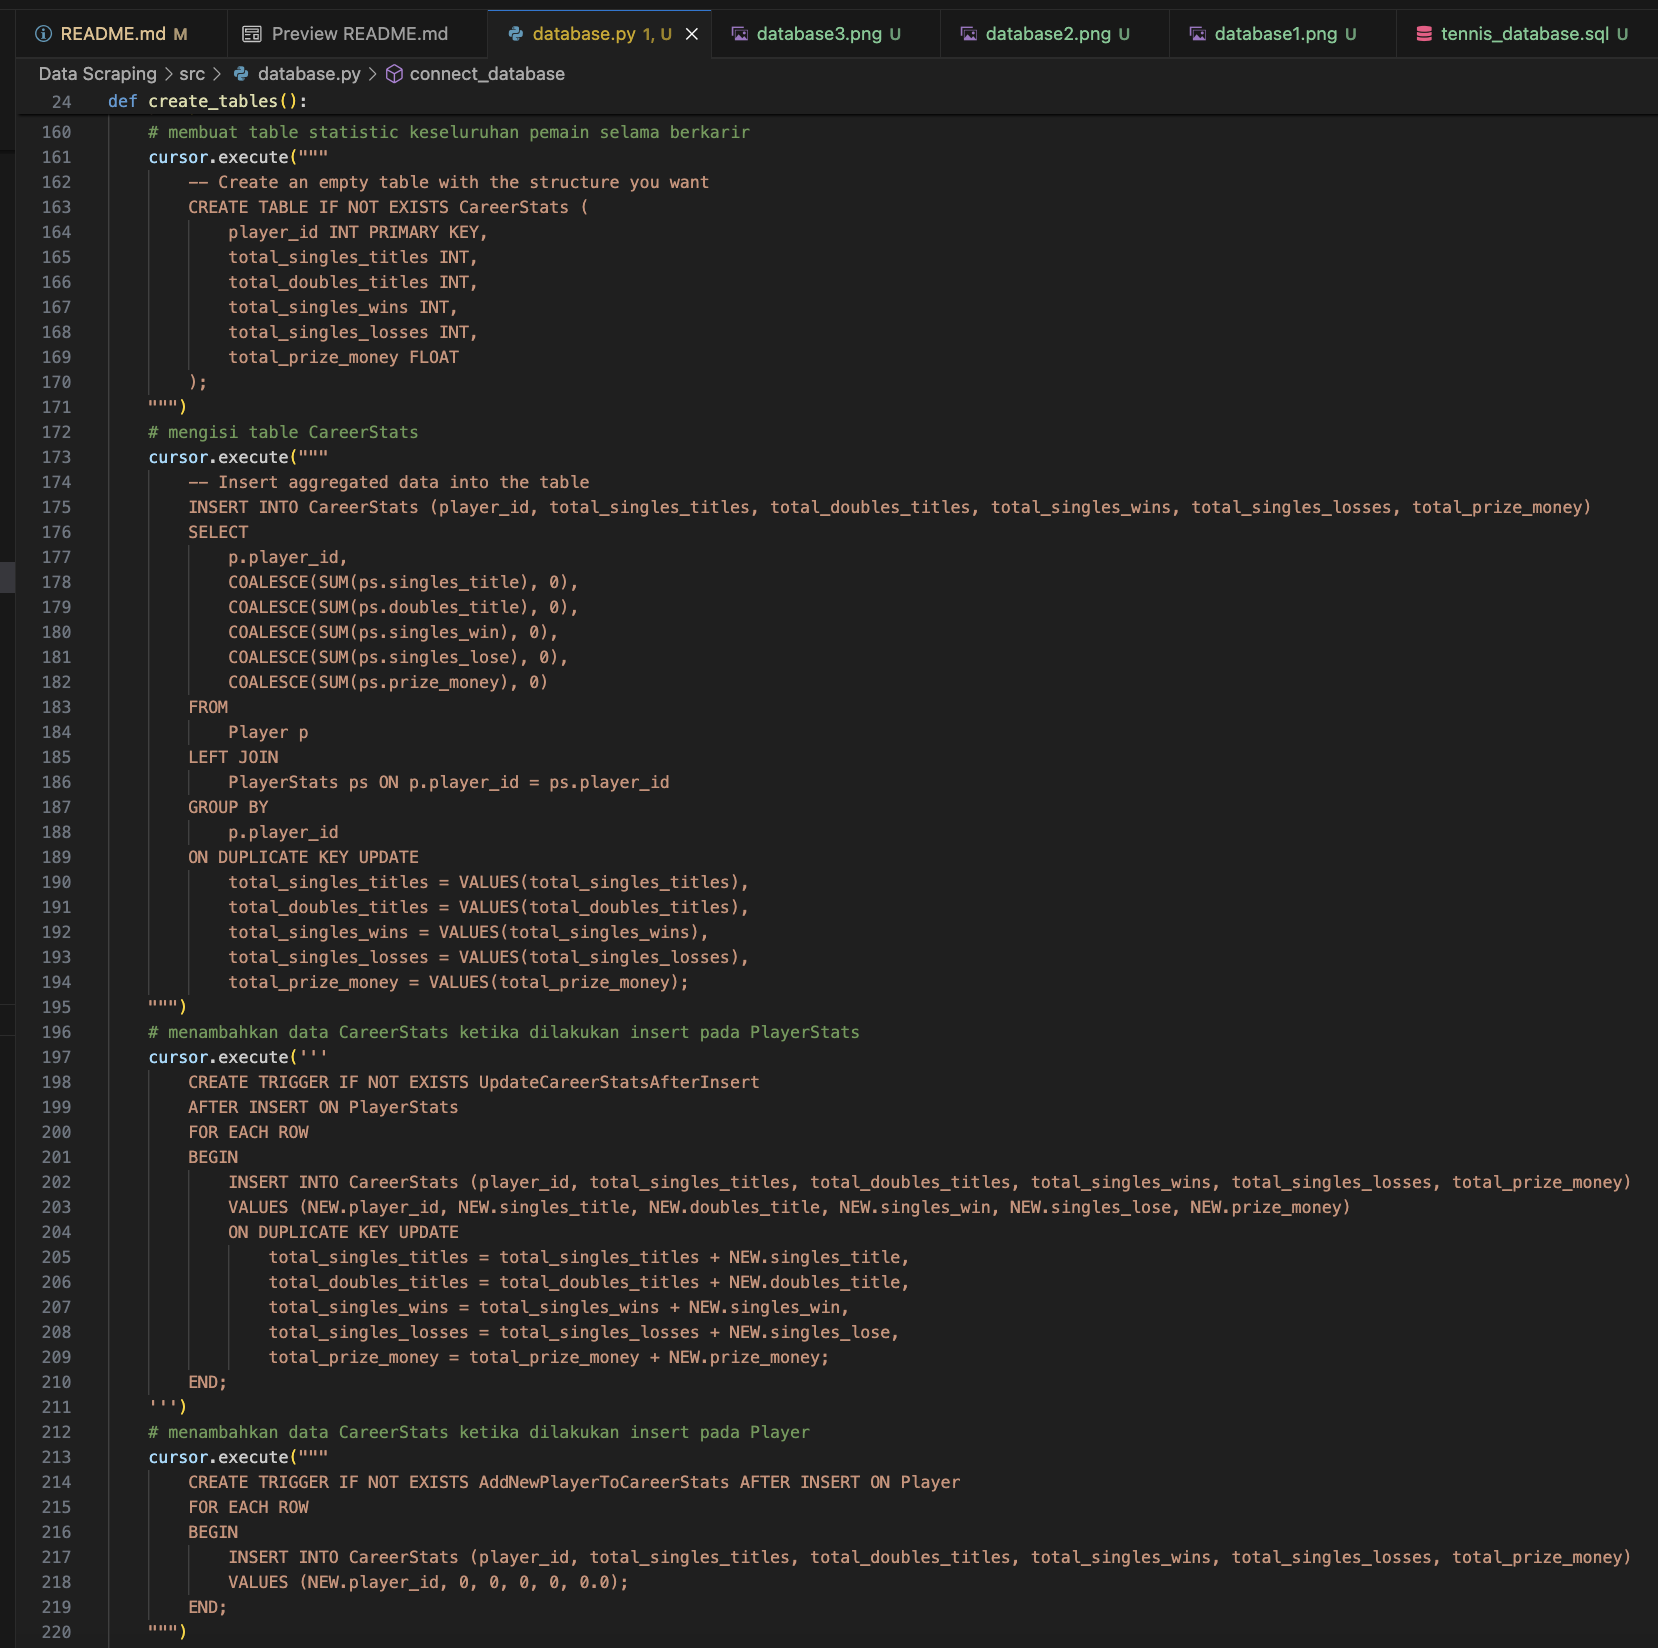 README.md M
Preview README.md
database.py 1, U
database3.png U
database2.png U
database1.png U
tennis_database.sql U
Data Scraping > src > database.py > connect_database
24 def create_tables():
160 # membuat table statistic keseluruhan pemain selama berkarir
161 cursor.execute("""
162 -- Create an empty table with the structure you want
163 CREATE TABLE IF NOT EXISTS CareerStats (
164 player_id INT PRIMARY KEY,
165 total_singles_titles INT,
166 total_doubles_titles INT,
167 total_singles_wins INT,
168 total_singles_losses INT,
169 total_prize_money FLOAT
170 );
171 """)
172 # mengisi table CareerStats
173 cursor.execute("""
174 -- Insert aggregated data into the table
175 INSERT INTO CareerStats (player_id, total_singles_titles, total_doubles_titles, total_singles_wins, total_singles_losses, total_prize_money)
176 SELECT
177 p.player_id,
178 COALESCE(SUM(ps.singles_title), 0),
179 COALESCE(SUM(ps.doubles_title), 0),
180 COALESCE(SUM(ps.singles_win), 0),
181 COALESCE(SUM(ps.singles_lose), 0),
182 COALESCE(SUM(ps.prize_money), 0)
183 FROM
184 Player p
185 LEFT JOIN
186 PlayerStats ps ON p.player_id = ps.player_id
187 GROUP BY
188 p.player_id
189 ON DUPLICATE KEY UPDATE
190 total_singles_titles = VALUES(total_singles_titles),
191 total_doubles_titles = VALUES(total_doubles_titles),
192 total_singles_wins = VALUES(total_singles_wins),
193 total_singles_losses = VALUES(total_singles_losses),
194 total_prize_money = VALUES(total_prize_money);
195 """)
196 # menambahkan data CareerStats ketika dilakukan insert pada PlayerStats
197 cursor.execute('''
198 CREATE TRIGGER IF NOT EXISTS UpdateCareerStatsAfterInsert
199 AFTER INSERT ON PlayerStats
200 FOR EACH ROW
201 BEGIN
202 INSERT INTO CareerStats (player_id, total_singles_titles, total_doubles_titles, total_singles_wins, total_singles_losses, total_prize_money)
203 VALUES (NEW.player_id, NEW.singles_title, NEW.doubles_title, NEW.singles_win, NEW.singles_lose, NEW.prize_money)
204 ON DUPLICATE KEY UPDATE
205 total_singles_titles = total_singles_titles + NEW.singles_title,
206 total_doubles_titles = total_doubles_titles + NEW.doubles_title,
207 total_singles_wins = total_singles_wins + NEW.singles_win,
208 total_singles_losses = total_singles_losses + NEW.singles_lose,
209 total_prize_money = total_prize_money + NEW.prize_money;
210 END;
211 ''')
212 # menambahkan data CareerStats ketika dilakukan insert pada Player
213 cursor.execute("""
214 CREATE TRIGGER IF NOT EXISTS AddNewPlayerToCareerStats AFTER INSERT ON Player
215 FOR EACH ROW
216 BEGIN
217 INSERT INTO CareerStats (player_id, total_singles_titles, total_doubles_titles, total_singles_wins, total_singles_losses, total_prize_money)
218 VALUES (NEW.player_id, 0, 0, 0, 0, 0.0);
219 END;
220 """)